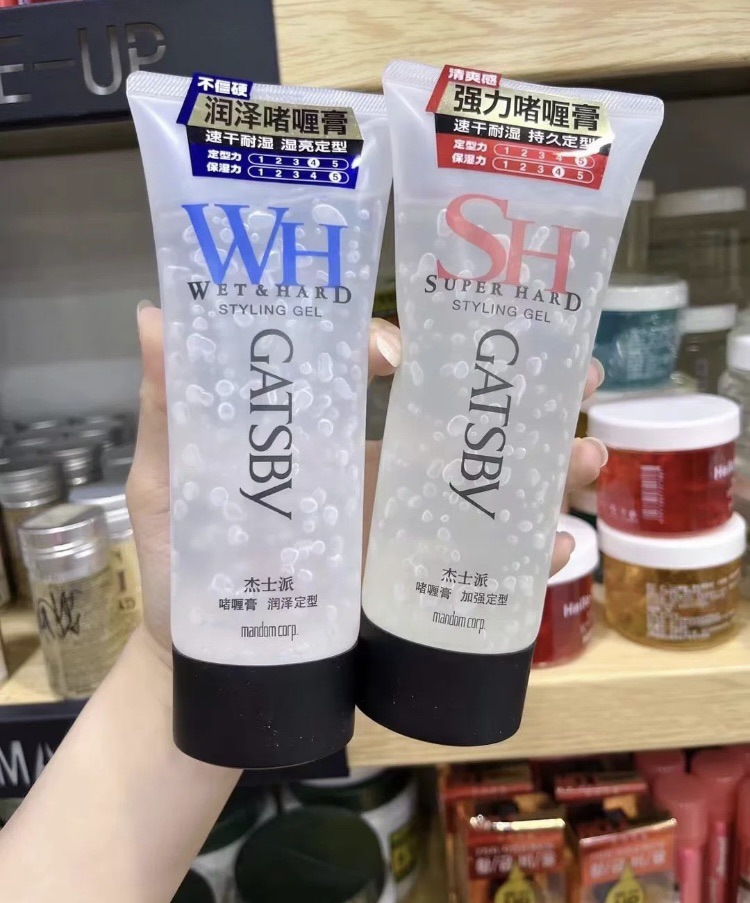 E-UP
不僵硬
润泽啫喱膏
速干耐湿 湿亮定型
定型力 1 2 3 4 5
保湿力 1 2 3 4 5
WH
WET & HARD
STYLING GEL
GATSBY
杰士派
啫喱膏 润泽定型
mandom corp.
清爽感
强力啫喱膏
速干耐湿 持久定型
定型力 1 2 3 4 5
保湿力 1 2 3 4 5
SH
SUPER HARD
STYLING GEL
GATSBY
杰士派
啫喱膏 加强定型
mandom corp.
MA